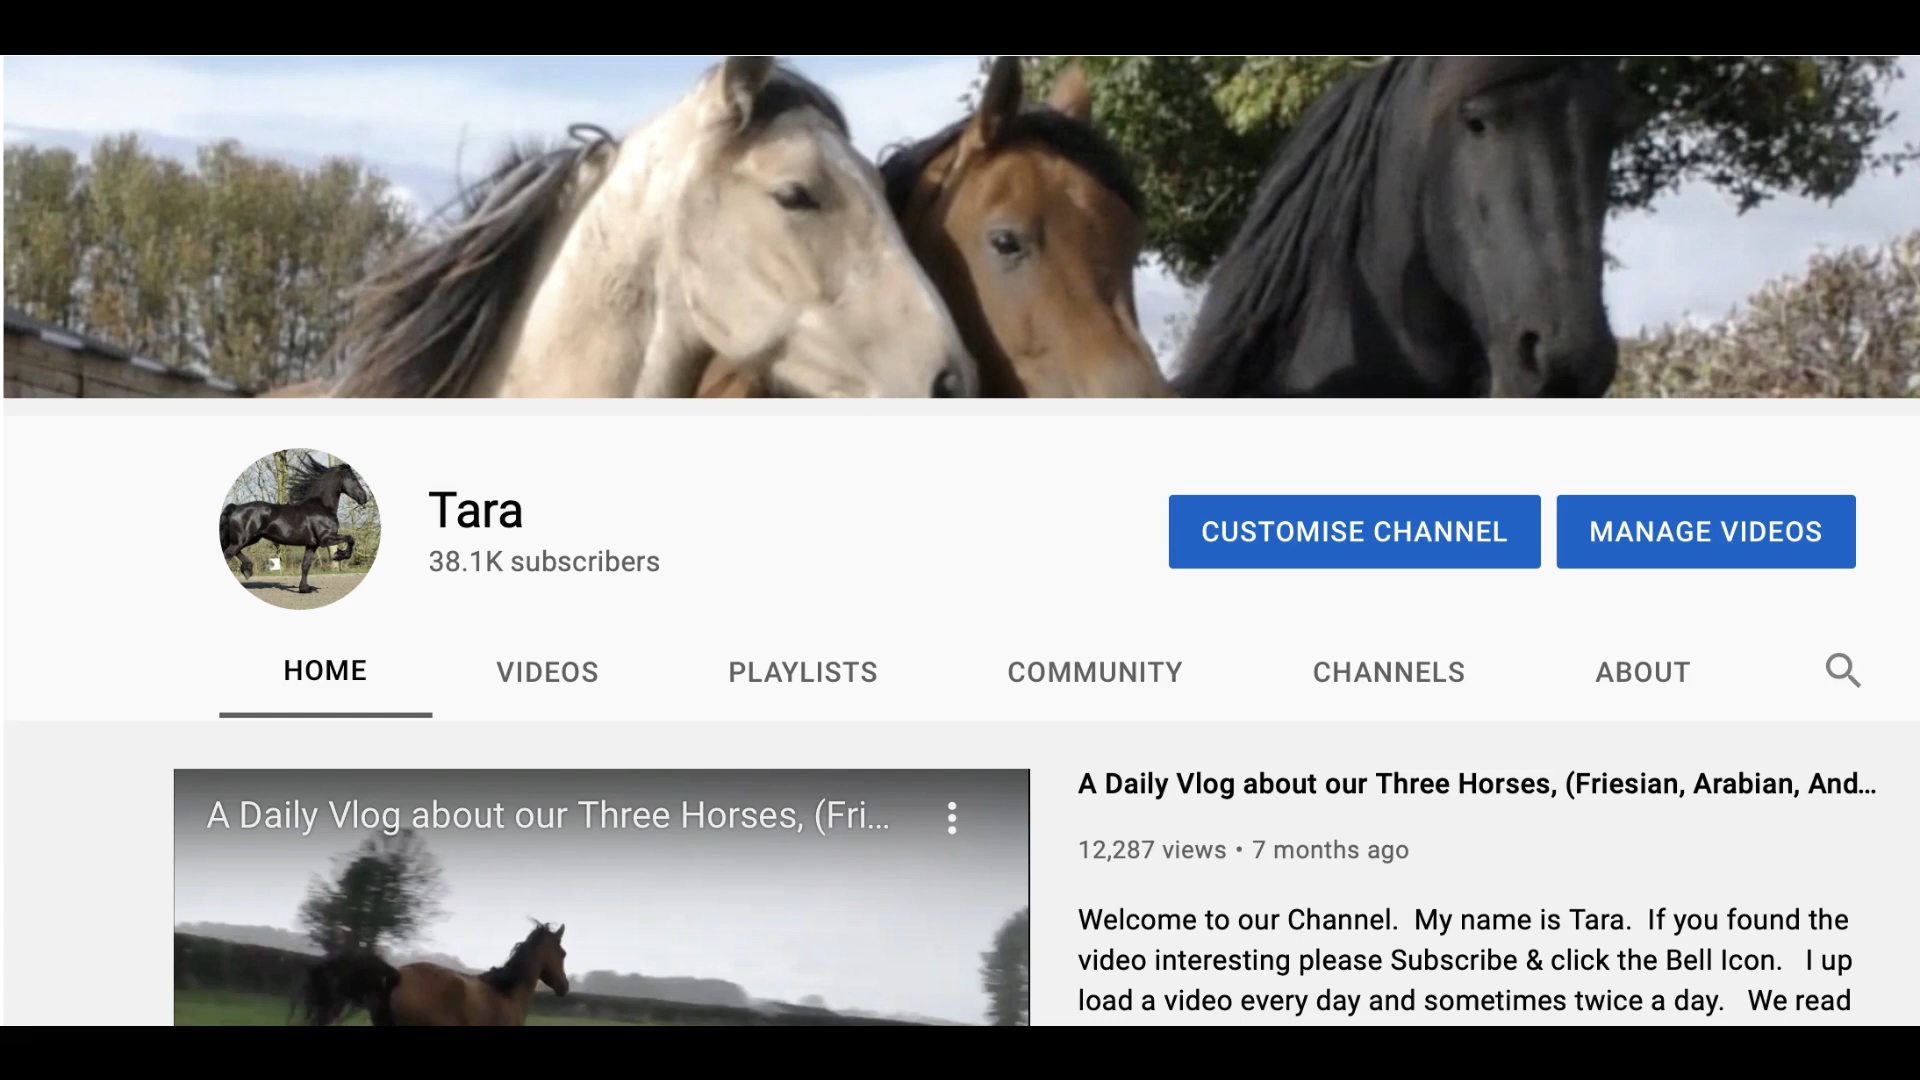 Tara
38.1K subscribers
CUSTOMISE CHANNEL
MANAGE VIDEOS
HOME
VIDEOS
PLAYLISTS
COMMUNITY
CHANNELS
ABOUT
A Daily Vlog about our Three Horses, (Fri...
A Daily Vlog about our Three Horses, (Friesian, Arabian, And...
12,287 views • 7 months ago
Welcome to our Channel.  My name is Tara.  If you found the
video interesting please Subscribe & click the Bell Icon.   I up
load a video every day and sometimes twice a day.   We read